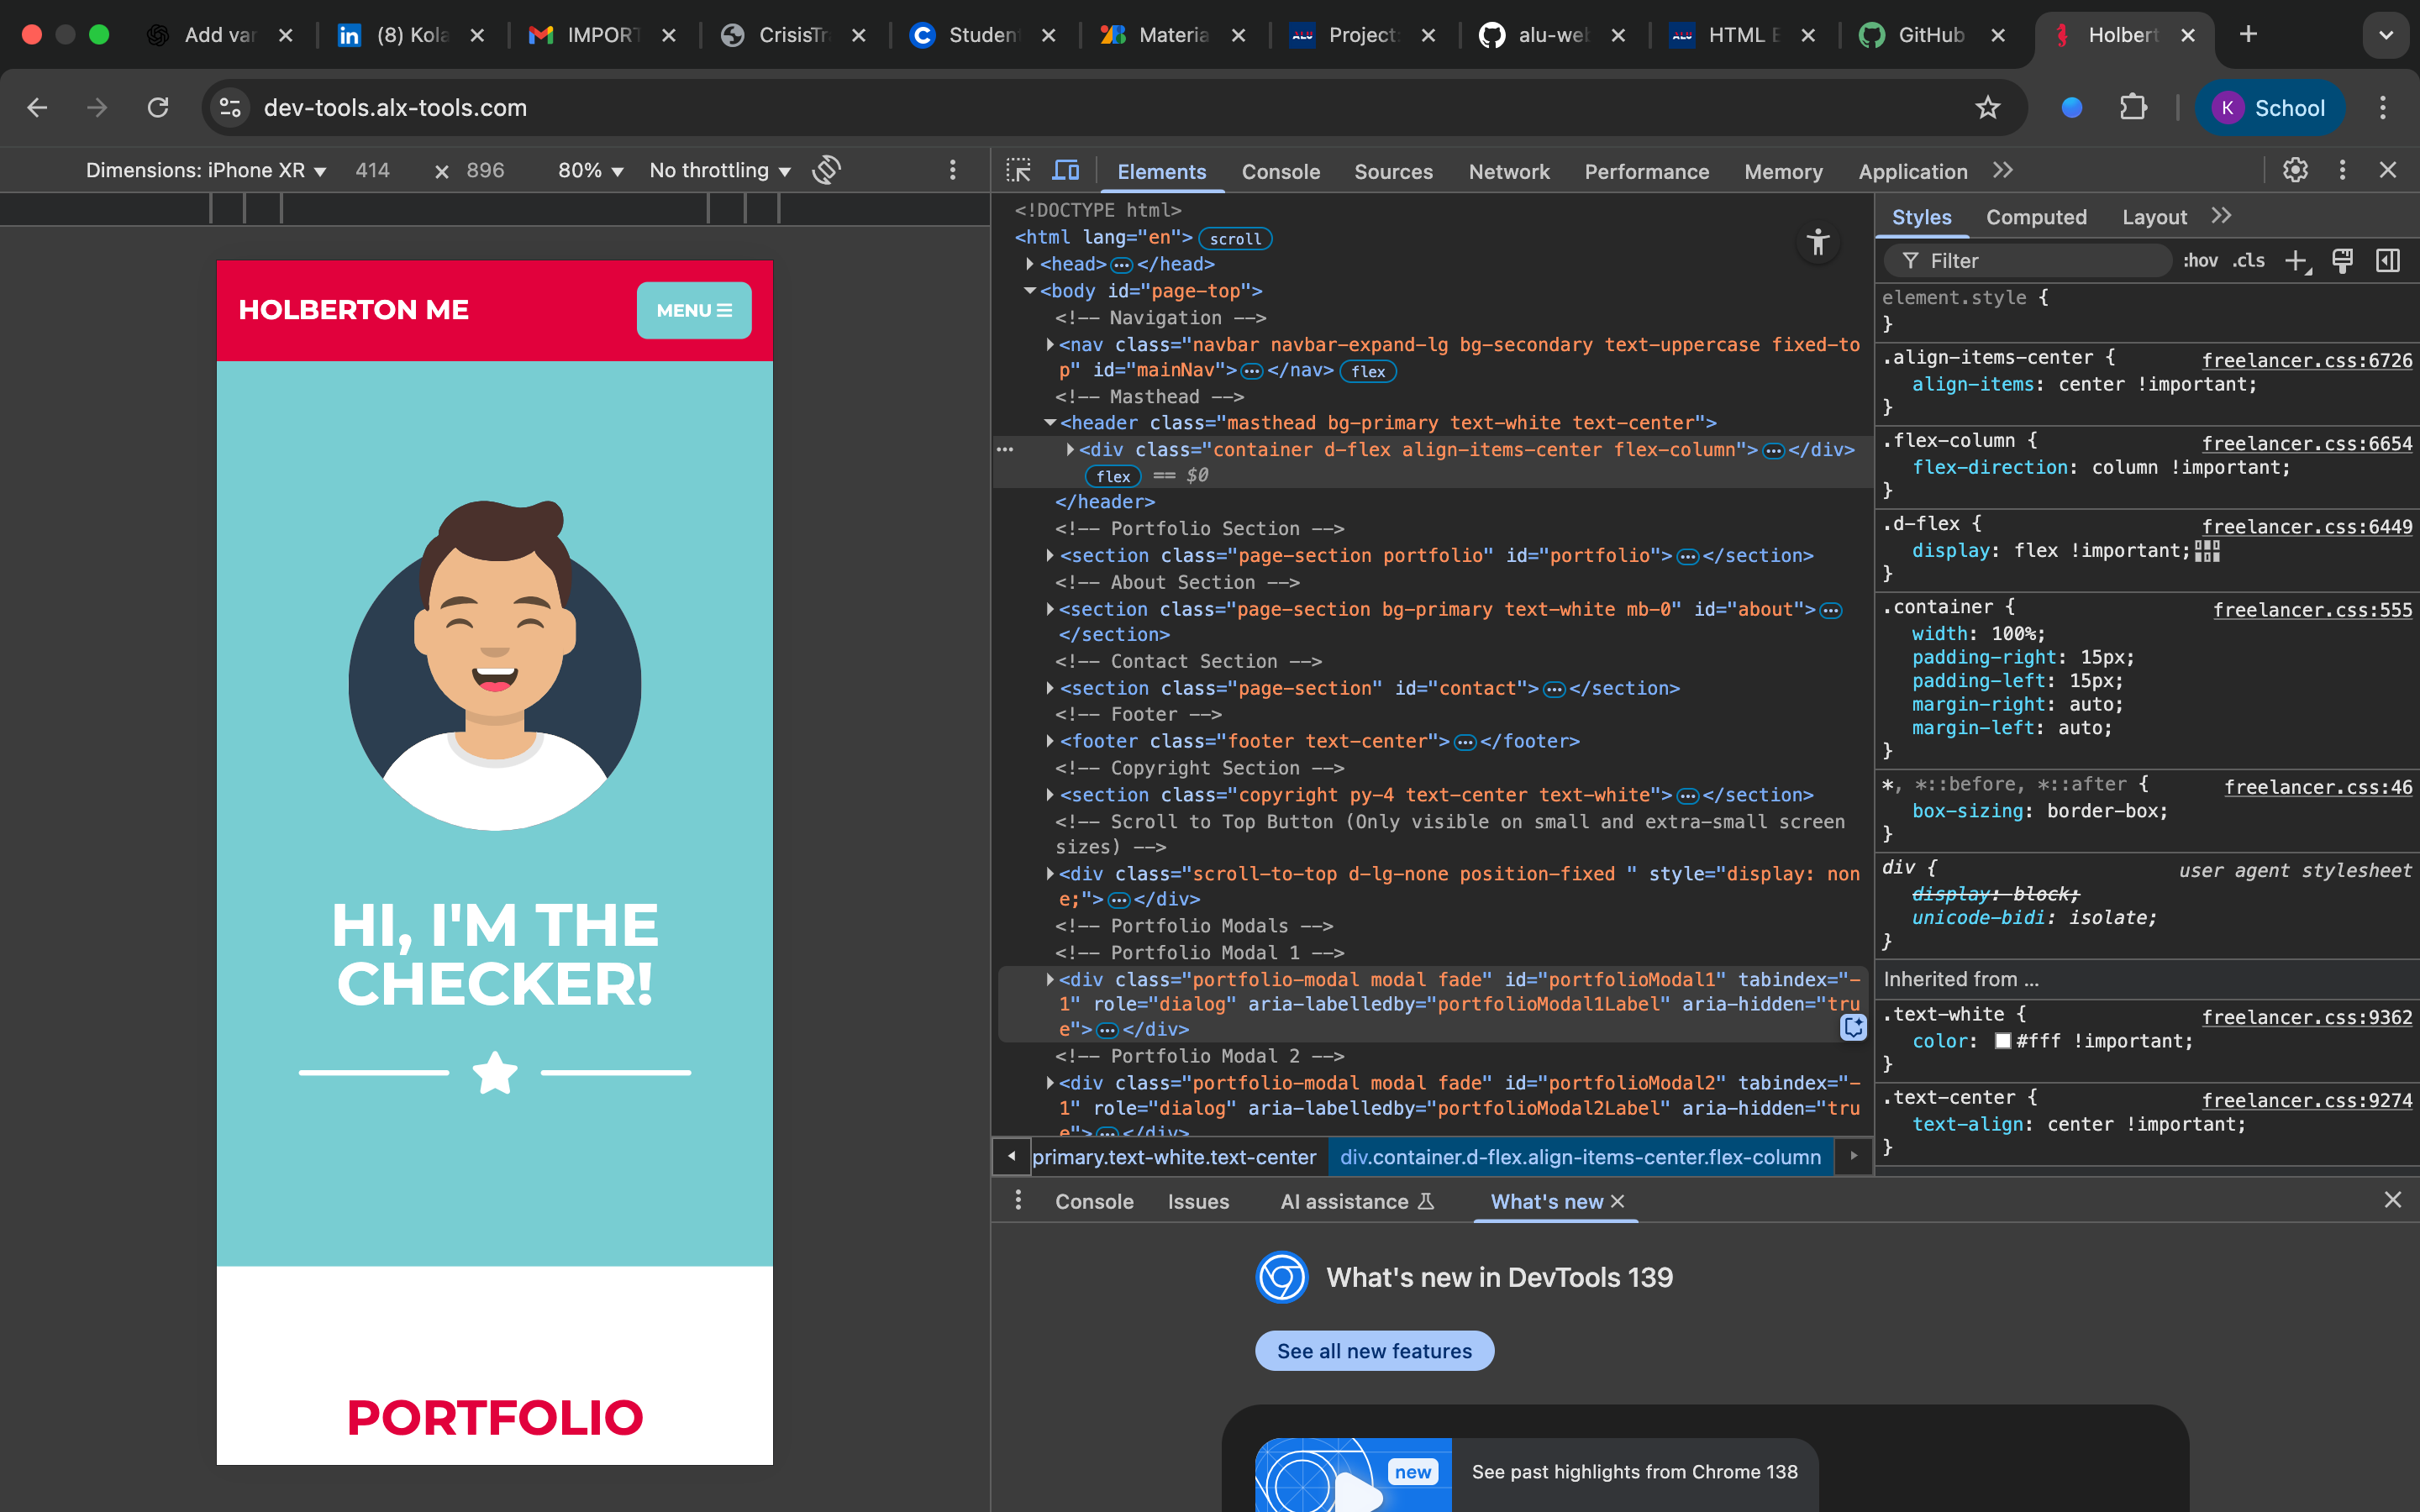 Add var
(8) Kola
IMPORT
CrisisTr
Studen
Materia
Project
alu-web
HTML E
GitHub
Holbert
dev-tools.alx-tools.com
K School
Dimensions: iPhone XR 414 × 896 80% No throttling
Elements Console Sources Network Performance Memory Application
HOLBERTON ME
MENU
HI, I'M THE
CHECKER!
PORTFOLIO
<!DOCTYPE html>
<html lang="en"> scroll
<head> ... </head>
<body id="page-top">
<!-- Navigation -->
<nav class="navbar navbar-expand-lg bg-secondary text-uppercase fixed-to
p" id="mainNav"> ... </nav> flex
<!-- Masthead -->
<header class="masthead bg-primary text-white text-center">
<div class="container d-flex align-items-center flex-column"> ... </div>
flex == $0
</header>
<!-- Portfolio Section -->
<section class="page-section portfolio" id="portfolio"> ... </section>
<!-- About Section -->
<section class="page-section bg-primary text-white mb-0" id="about"> ...
</section>
<!-- Contact Section -->
<section class="page-section" id="contact"> ... </section>
<!-- Footer -->
<footer class="footer text-center"> ... </footer>
<!-- Copyright Section -->
<section class="copyright py-4 text-center text-white"> ... </section>
<!-- Scroll to Top Button (Only visible on small and extra-small screen
sizes) -->
<div class="scroll-to-top d-lg-none position-fixed " style="display: non
e;"> ... </div>
<!-- Portfolio Modals -->
<!-- Portfolio Modal 1 -->
<div class="portfolio-modal modal fade" id="portfolioModal1" tabindex="-
1" role="dialog" aria-labelledby="portfolioModal1Label" aria-hidden="tru
e"> ... </div>
<!-- Portfolio Modal 2 -->
<div class="portfolio-modal modal fade" id="portfolioModal2" tabindex="-
1" role="dialog" aria-labelledby="portfolioModal2Label" aria-hidden="tru
e"> ... </div>
primary.text-white.text-center div.container.d-flex.align-items-center.flex-column
Styles Computed Layout
Filter :hov .cls
element.style {
}
.align-items-center { freelancer.css:6726
align-items: center !important;
}
.flex-column { freelancer.css:6654
flex-direction: column !important;
}
.d-flex { freelancer.css:6449
display: flex !important;
}
.container { freelancer.css:555
width: 100%;
padding-right: 15px;
padding-left: 15px;
margin-right: auto;
margin-left: auto;
}
*, *::before, *::after { freelancer.css:46
box-sizing: border-box;
}
div { user agent stylesheet
display: block;
unicode-bidi: isolate;
}
Inherited from ...
.text-white { freelancer.css:9362
color: #fff !important;
}
.text-center { freelancer.css:9274
text-align: center !important;
}
Console Issues AI assistance What's new
What's new in DevTools 139
See all new features
new
See past highlights from Chrome 138